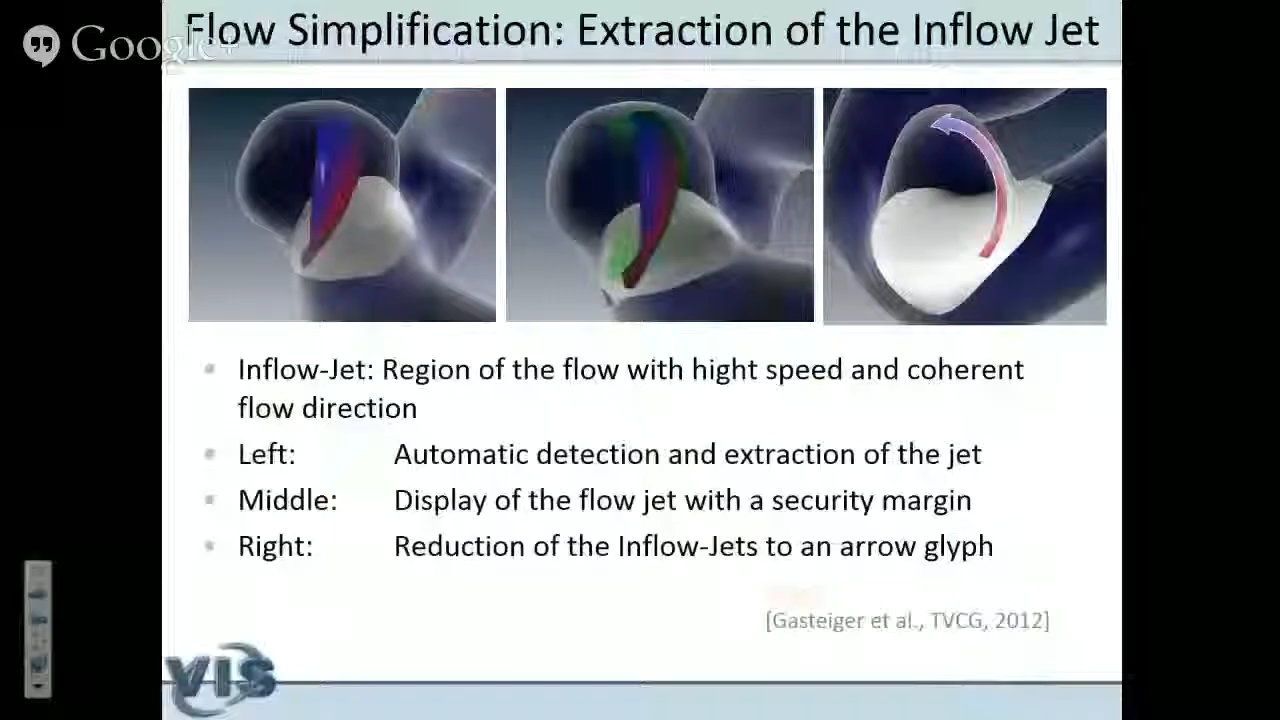 Flow Simplification: Extraction of the Inflow Jet
Google+
Inflow-Jet: Region of the flow with hight speed and coherent
flow direction
Left: Automatic detection and extraction of the jet
Middle: Display of the flow jet with a security margin
Right: Reduction of the Inflow-Jets to an arrow glyph
[Gasteiger et al., TVCG, 2012]
VIS